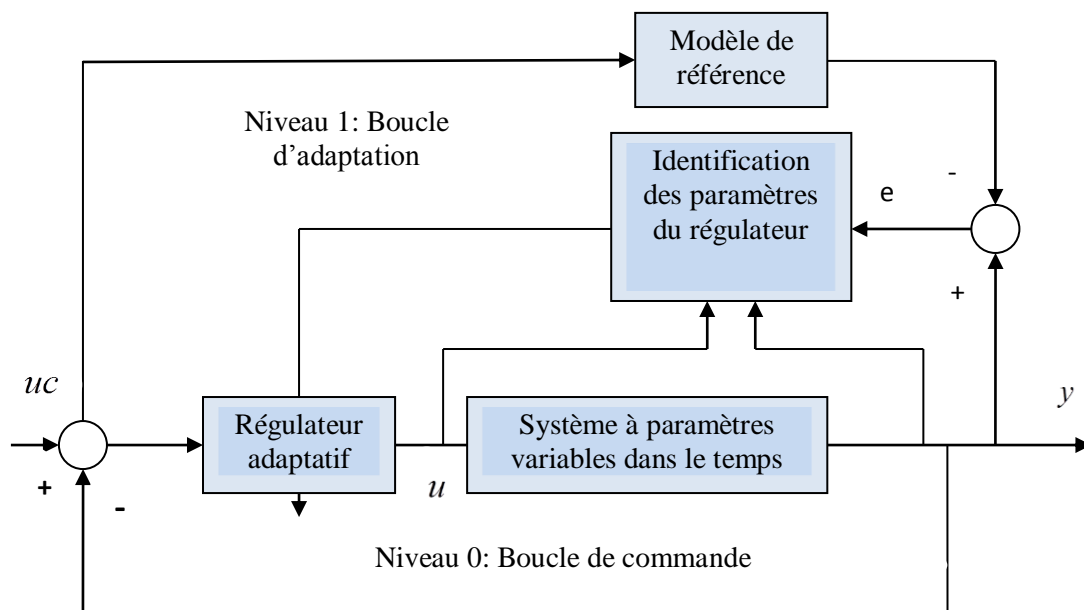 Modèle de
référence
Niveau 1: Boucle
d'adaptation
Identification
des paramètres
du régulateur
-
e
+
uc
y
Régulateur
adaptatif
Système à paramètres
variables dans le temps
+
-
u
Niveau 0: Boucle de commande